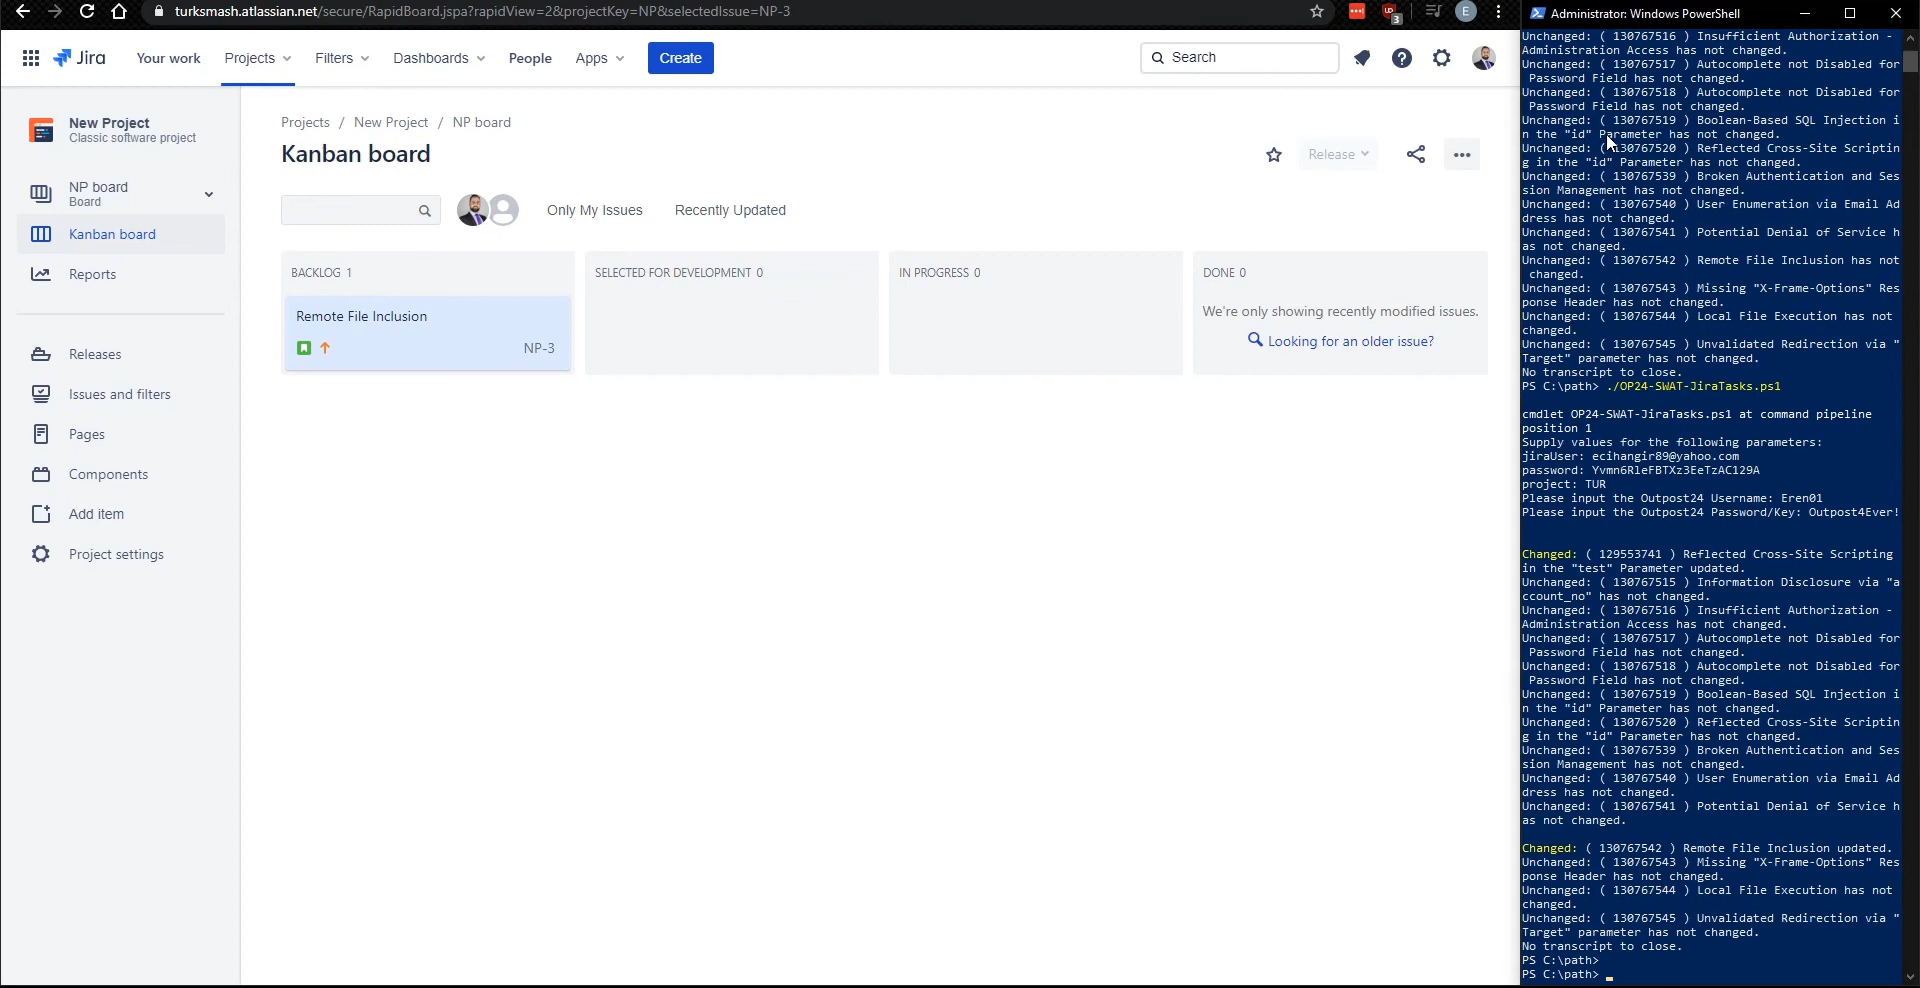 turksmash.atlassian.net/secure/RapidBoard.jspa?rapidView=2&projectKey=NP&selectedIssue=NP-3
3
E
Jira
Your work
Projects
Filters
Dashboards
People
Apps
Create
Search
New Project
Classic software project
NP board
Board
Kanban board
Reports
Releases
Issues and filters
Pages
Components
Add item
Project settings
Projects / New Project / NP board
Kanban board
Release
Only My Issues
Recently Updated
BACKLOG 1
Remote File Inclusion
NP-3
SELECTED FOR DEVELOPMENT 0
IN PROGRESS 0
DONE 0
We're only showing recently modified issues.
Looking for an older issue?
Administrator: Windows PowerShell
Unchanged: ( 130767516 ) Insufficient Authorization -
Administration Access has not changed.
Unchanged: ( 130767517 ) Autocomplete not Disabled for
Password Field has not changed.
Unchanged: ( 130767518 ) Autocomplete not Disabled for
Password Field has not changed.
Unchanged: ( 130767519 ) Boolean-Based SQL Injection i
n the "id" Parameter has not changed.
Unchanged: ( 130767520 ) Reflected Cross-Site Scriptin
g in the "id" Parameter has not changed.
Unchanged: ( 130767539 ) Broken Authentication and Ses
sion Management has not changed.
Unchanged: ( 130767540 ) User Enumeration via Email Ad
dress has not changed.
Unchanged: ( 130767541 ) Potential Denial of Service h
as not changed.
Unchanged: ( 130767542 ) Remote File Inclusion has not
changed.
Unchanged: ( 130767543 ) Missing "X-Frame-Options" Res
ponse Header has not changed.
Unchanged: ( 130767544 ) Local File Execution has not
changed.
Unchanged: ( 130767545 ) Unvalidated Redirection via "
Target" parameter has not changed.
No transcript to close.
PS C:\path> ./OP24-SWAT-JiraTasks.ps1
cmdlet OP24-SWAT-JiraTasks.ps1 at command pipeline
position 1
Supply values for the following parameters:
jiraUser: ecihangir89@yahoo.com
password: Yvmn6RleFBTXz3EeTzAC129A
project: TUR
Please input the Outpost24 Username: Eren01
Please input the Outpost24 Password/Key: Outpost4Ever!
Changed: ( 129553741 ) Reflected Cross-Site Scripting
in the "test" Parameter updated.
Unchanged: ( 130767515 ) Information Disclosure via "a
ccount_no" has not changed.
Unchanged: ( 130767516 ) Insufficient Authorization -
Administration Access has not changed.
Unchanged: ( 130767517 ) Autocomplete not Disabled for
Password Field has not changed.
Unchanged: ( 130767518 ) Autocomplete not Disabled for
Password Field has not changed.
Unchanged: ( 130767519 ) Boolean-Based SQL Injection i
n the "id" Parameter has not changed.
Unchanged: ( 130767520 ) Reflected Cross-Site Scriptin
g in the "id" Parameter has not changed.
Unchanged: ( 130767539 ) Broken Authentication and Ses
sion Management has not changed.
Unchanged: ( 130767540 ) User Enumeration via Email Ad
dress has not changed.
Unchanged: ( 130767541 ) Potential Denial of Service h
as not changed.
Changed: ( 130767542 ) Remote File Inclusion updated.
Unchanged: ( 130767543 ) Missing "X-Frame-Options" Res
ponse Header has not changed.
Unchanged: ( 130767544 ) Local File Execution has not
changed.
Unchanged: ( 130767545 ) Unvalidated Redirection via "
Target" parameter has not changed.
No transcript to close.
PS C:\path>
PS C:\path>